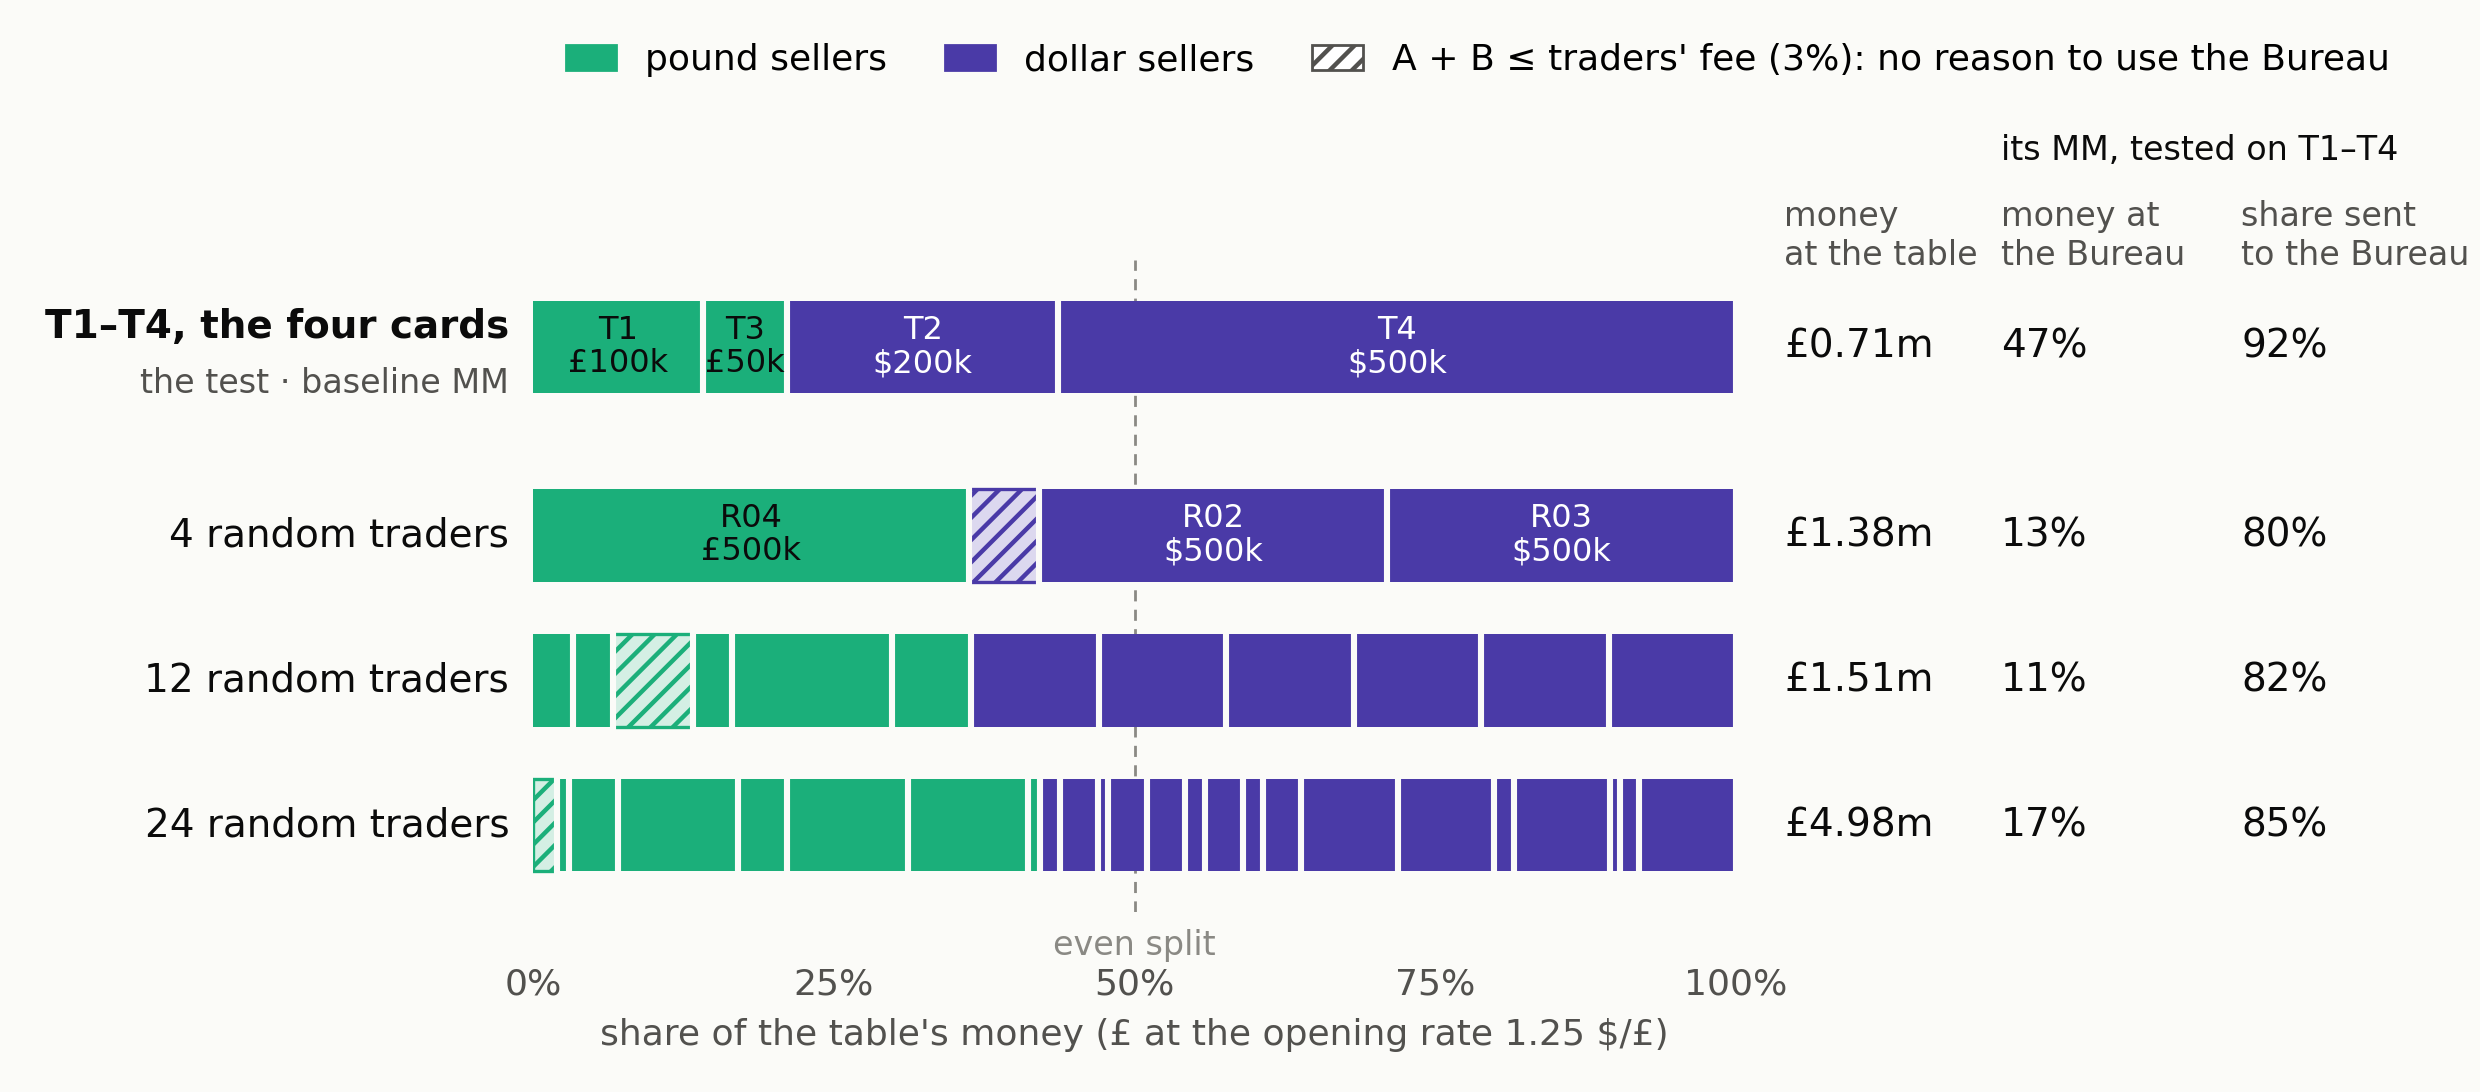 pound sellers
dollar sellers
A + B ≤ traders' fee (3%): no reason to use the Bureau
its MM, tested on T1–T4
money
at the table
money at
the Bureau
share sent
to the Bureau
T1–T4, the four cards
the test · baseline MM
T1
£100k
T3
£50k
T2
$200k
T4
$500k
£0.71m
47%
92%
4 random traders
R04
£500k
R02
$500k
R03
$500k
£1.38m
13%
80%
12 random traders
£1.51m
11%
82%
24 random traders
£4.98m
17%
85%
even split
0%
25%
50%
75%
100%
share of the table's money (£ at the opening rate 1.25 $/£)